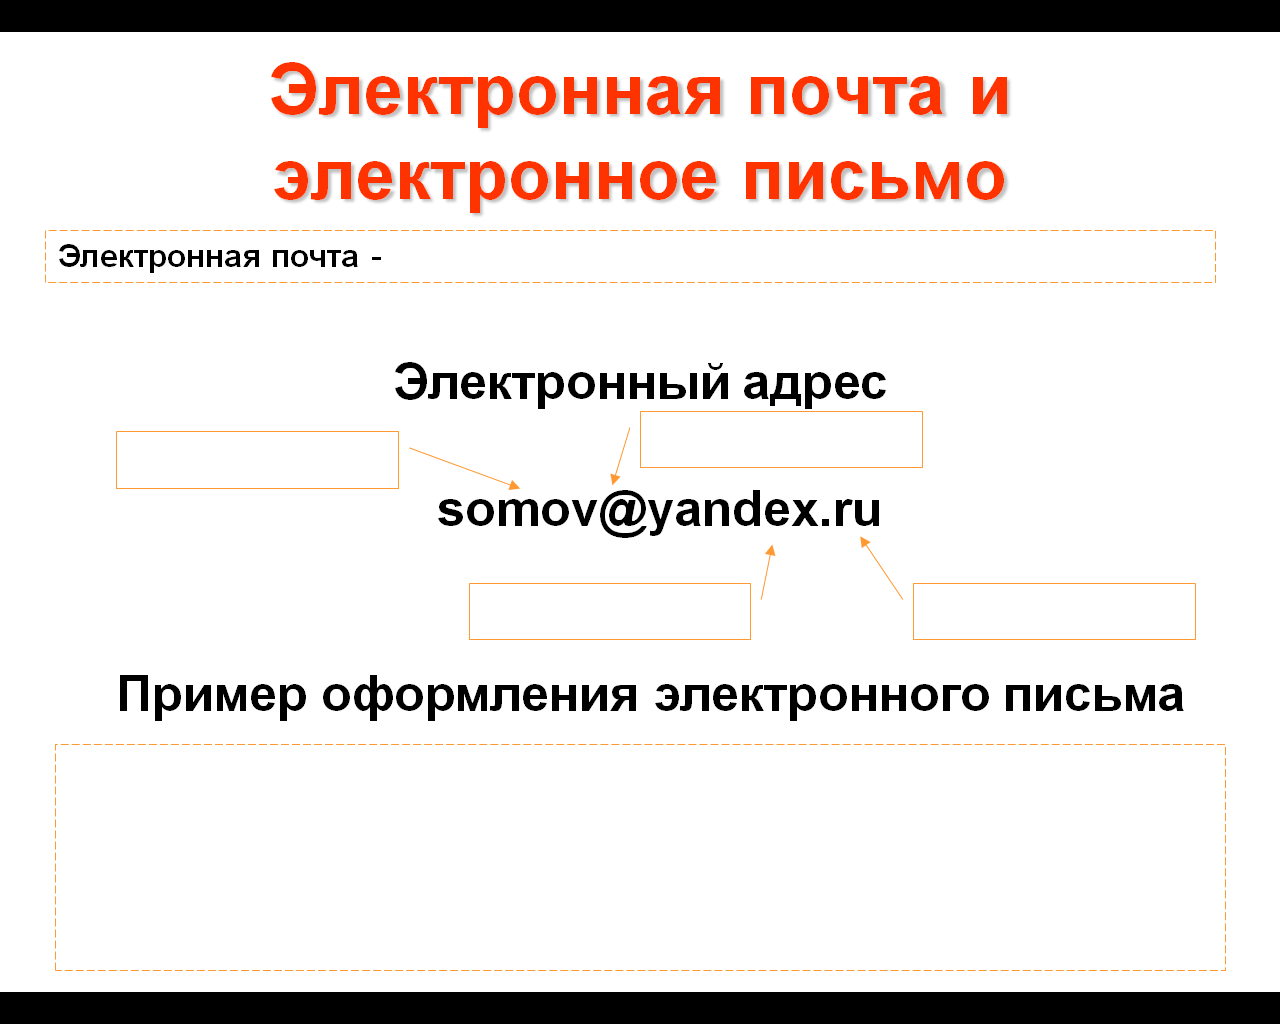 Электронная почта и
электронное письмо
Электронная почта -
Электронный адрес
somov@yandex.ru
Пример оформления электронного письма